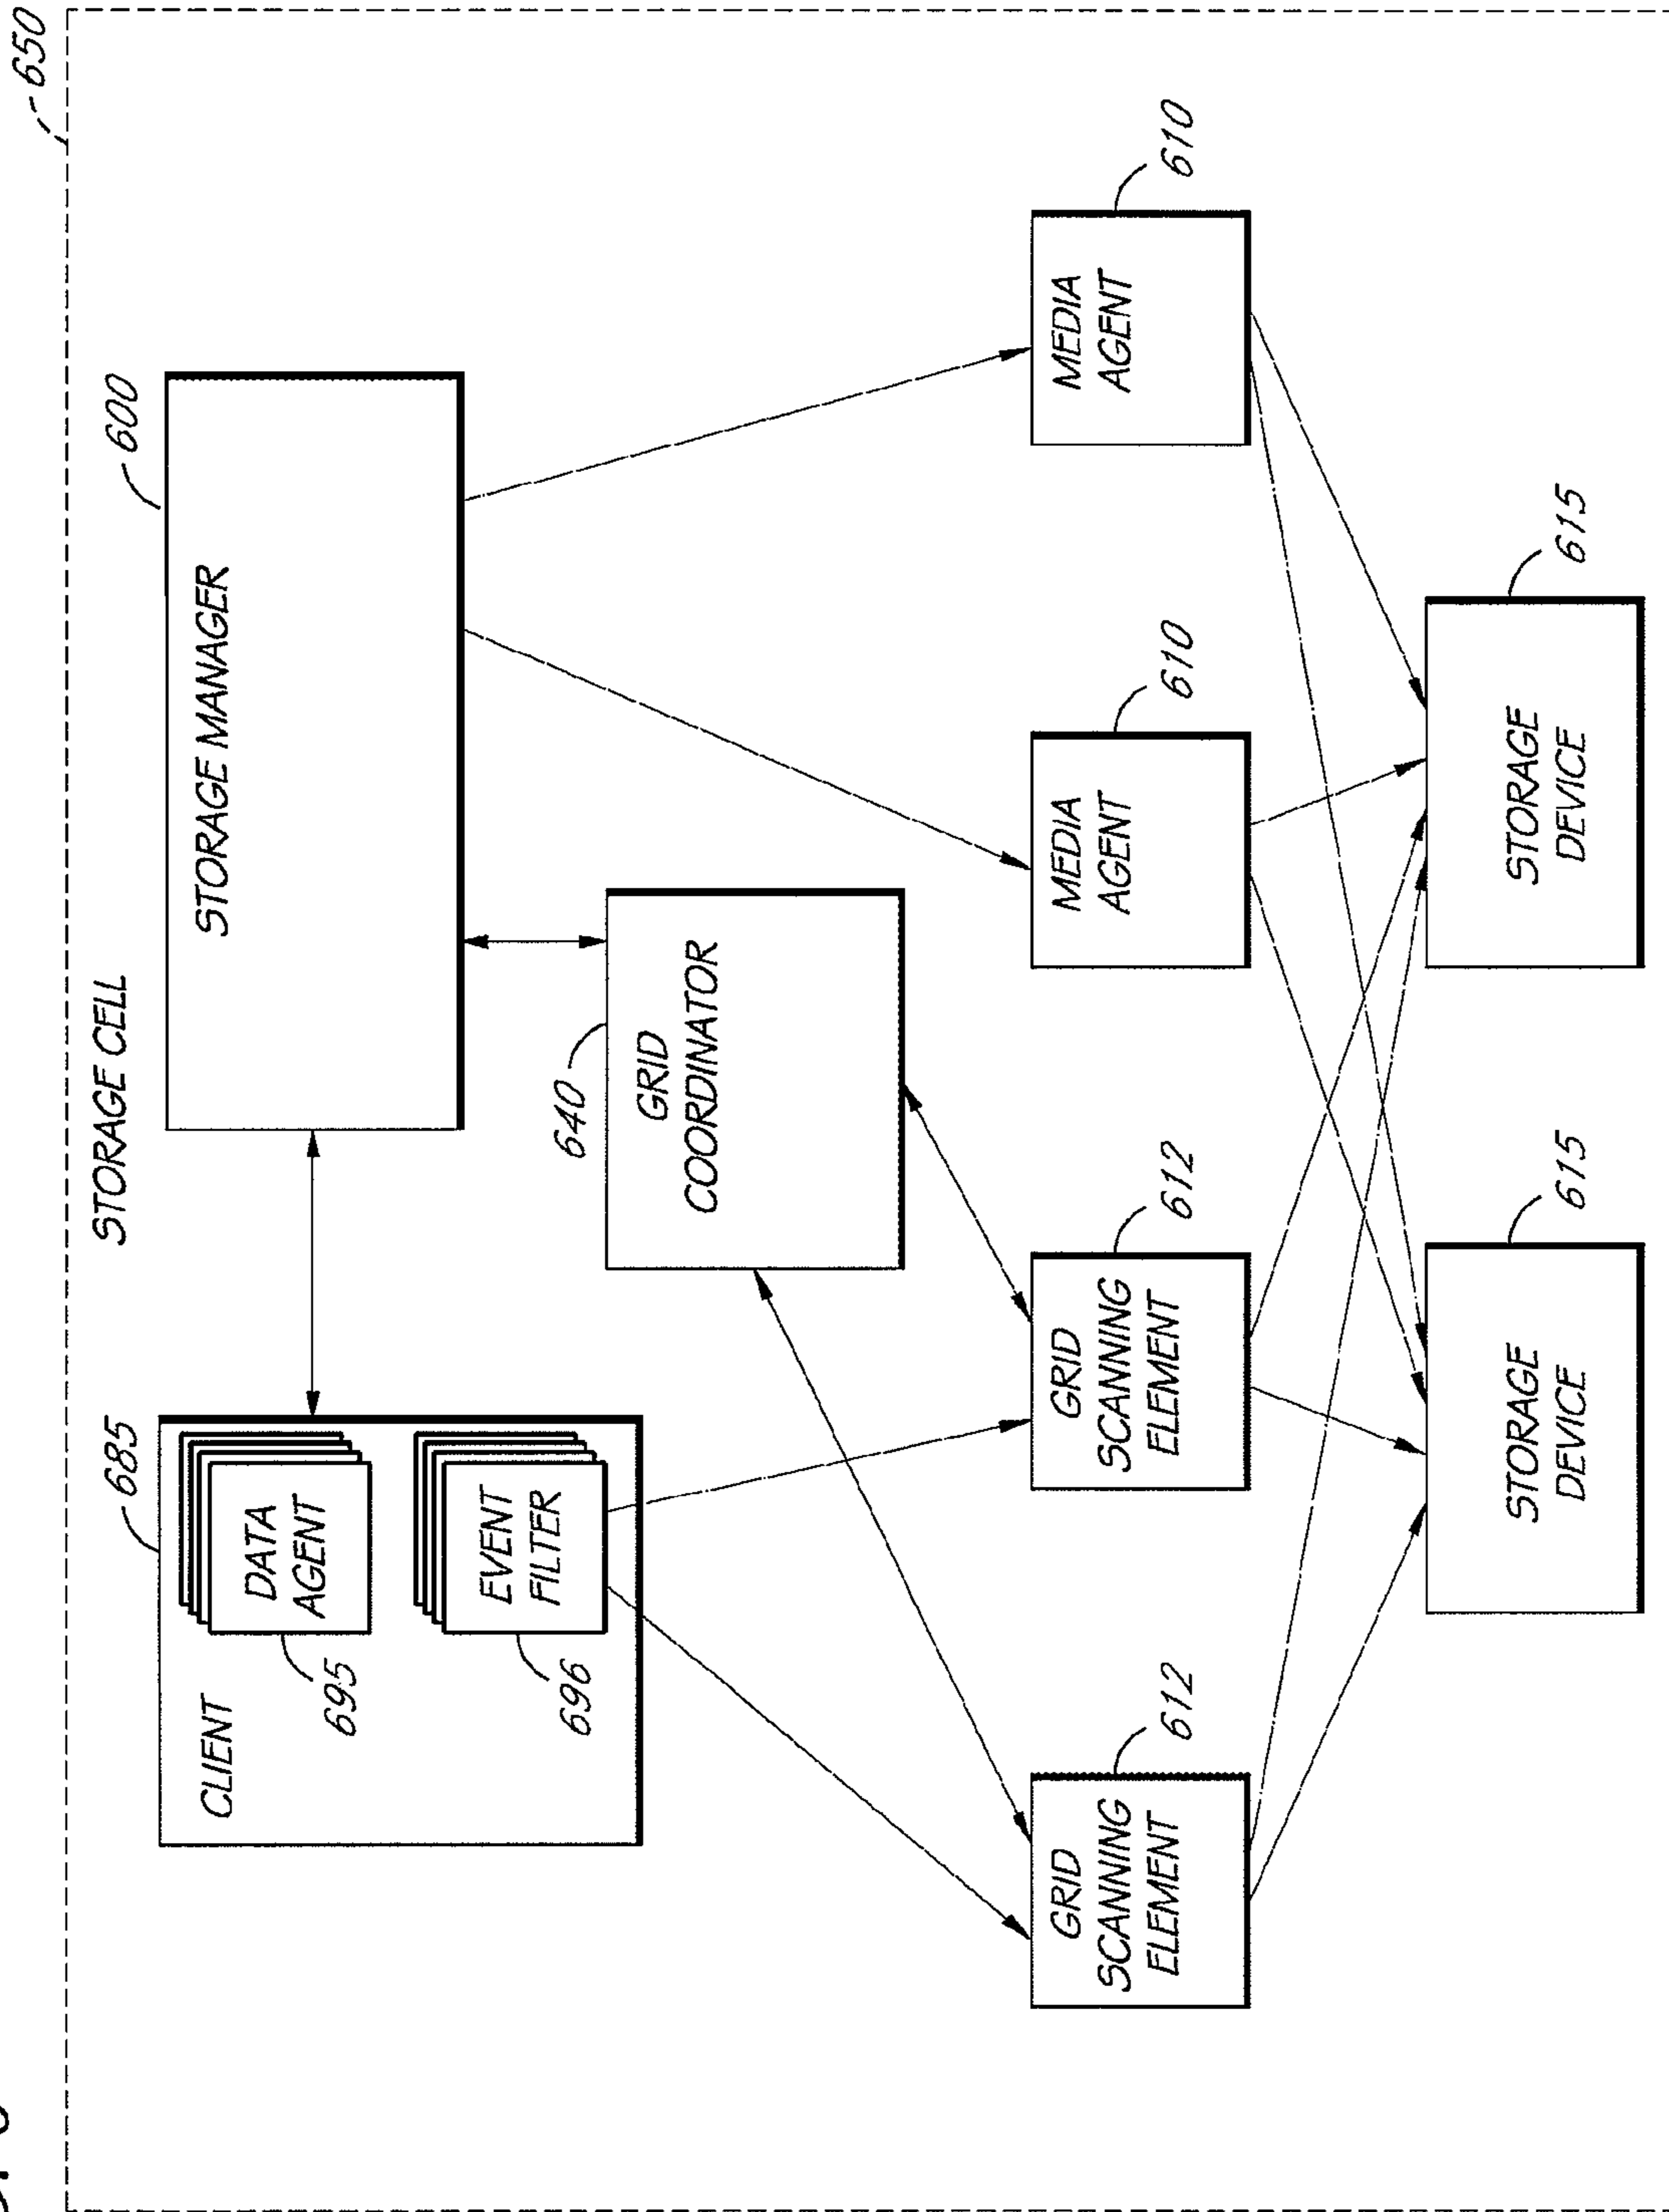 650
STORAGE CELL
685
CLIENT
DATA
AGENT
695
EVENT
FILTER
696
600
STORAGE MANAGER
640
GRID
COORDINATOR
GRID
SCANNING
ELEMENT
612
GRID
SCANNING
ELEMENT
612
MEDIA
AGENT
610
MEDIA
AGENT
610
STORAGE
DEVICE
615
STORAGE
DEVICE
615